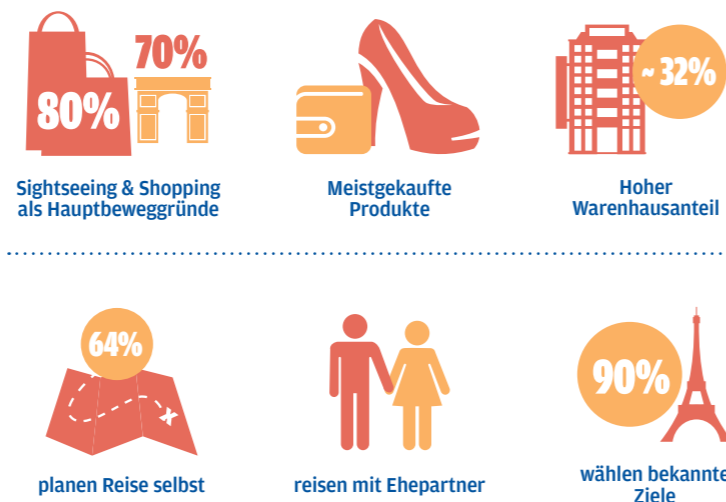 70%
80%
~ 32%
Sightseeing & Shopping
als Hauptbeweggründe
Meistgekaufte
Produkte
Hoher
Warenhausanteil
64%
90%
planen Reise selbst
reisen mit Ehepartner
wählen bekannte
Ziele